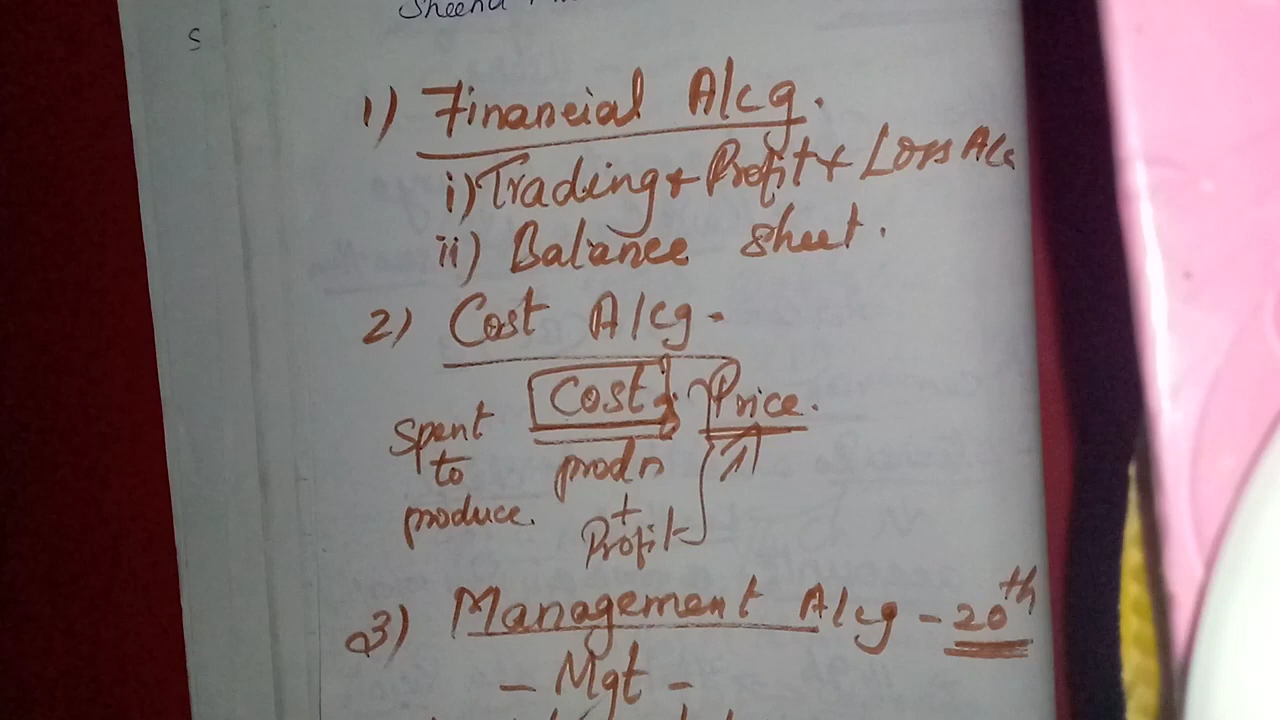 S
1) Financial A/cg.
i) Trading & Profit & Loss A/c
ii) Balance sheet.
2) Cost A/cg.
Cost Price.
spent to produce.
prodn
+
Profit
3) Management A/cg - 20th
- Mgt -